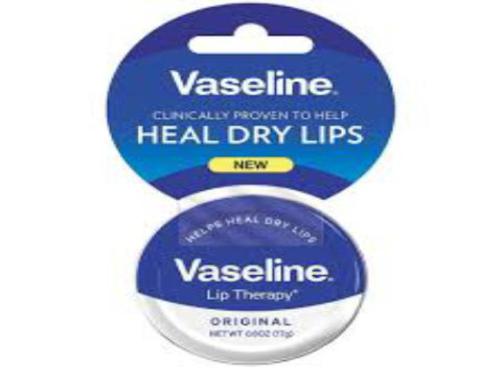 Vaseline.
CLINICALLY PROVEN TO HELP
HEAL DRY LIPS
NEW
HELPS HEAL DRY LIPS
Vaseline.
Lip Therapy®
ORIGINAL
NET WT 0.6OZ (17g)